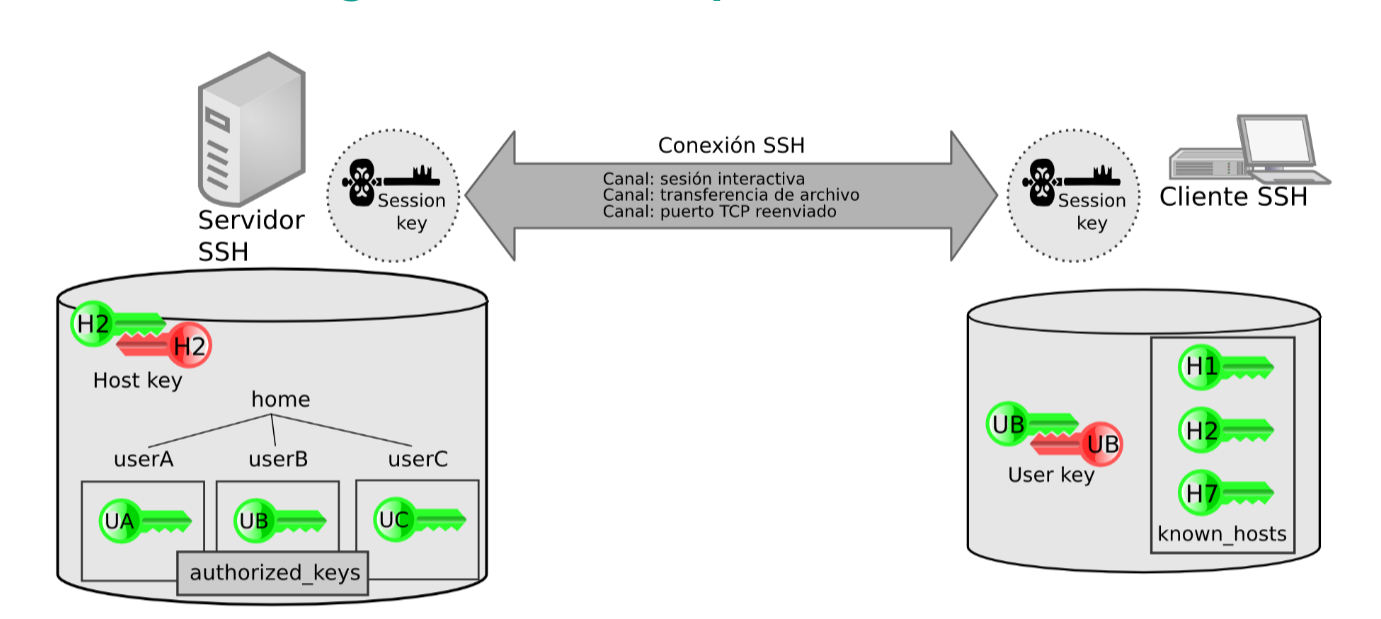 Conexión SSH
Canal: sesión interactiva
Canal: transferencia de archivo
Canal: puerto TCP reenviado
Session
key
Session
key
Servidor
SSH
Cliente SSH
H2
H2
Host key
home
userA
userB
userC
UA
UB
UC
authorized_keys
UB
UB
User key
H1
H2
H7
known_hosts